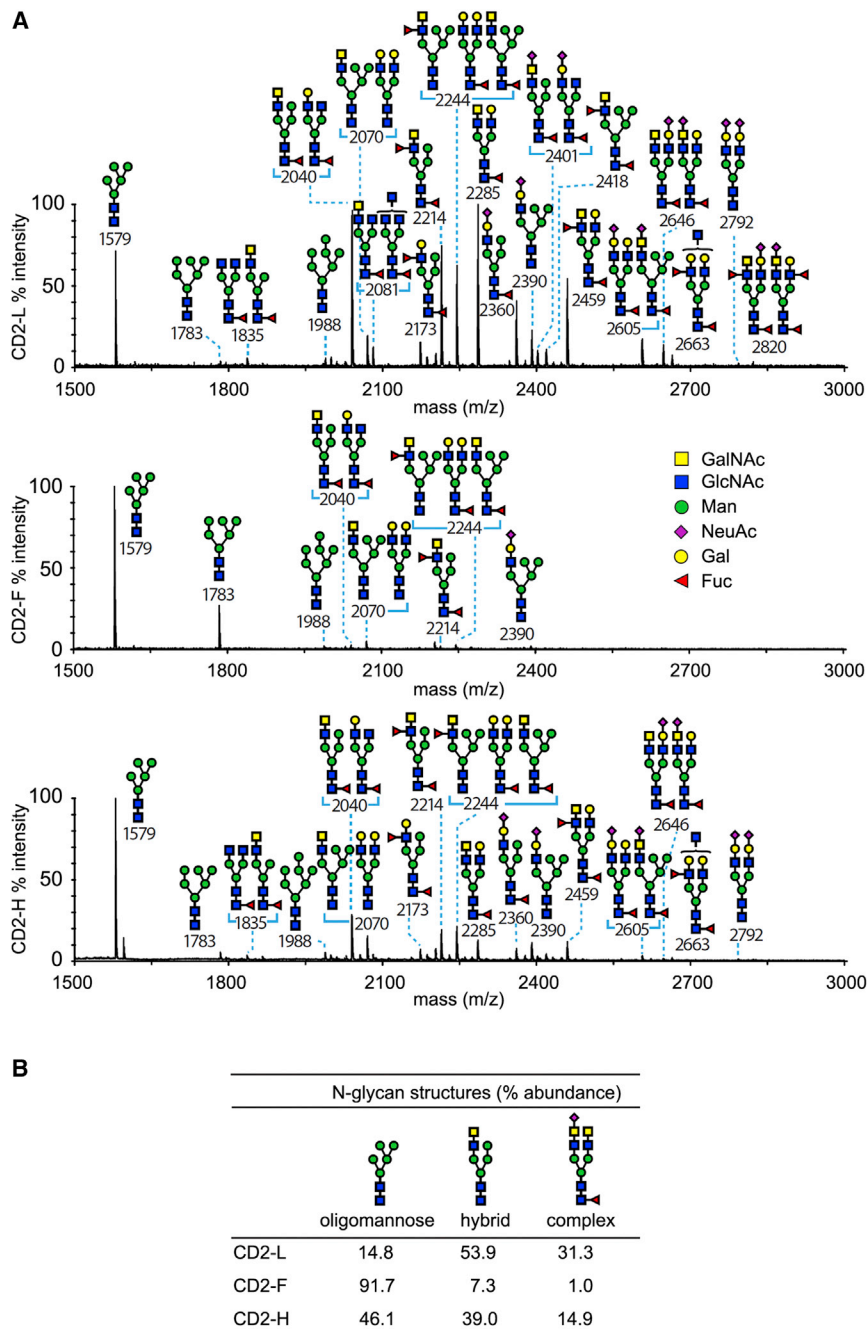 A
2244
2070
2040
2401
2418
2214
2285
2646
2792
100
1579
2390
2081
2360
2459
1988
50
1783
1835
2173
2605
2663
2820
CD2-L % intensity
0
1500 1800 2100 2400 2700 3000
mass (m/z)
2040
2244
100
1579
1783
50
1988
2070
2214
2390
CD2-F % intensity
0
1500 1800 2100 2400 2700 3000
mass (m/z)
GalNAc
GlcNAc
Man
NeuAc
Gal
Fuc
2040
2214
2244
2646
100
1579
50
1783
1835
1988
2070
2173
2285
2360
2390
2459
2605
2663
2792
CD2-H % intensity
0
1500 1800 2100 2400 2700 3000
mass (m/z)
B
N-glycan structures (% abundance)
oligomannose hybrid complex
CD2-L 14.8 53.9 31.3
CD2-F 91.7 7.3 1.0
CD2-H 46.1 39.0 14.9